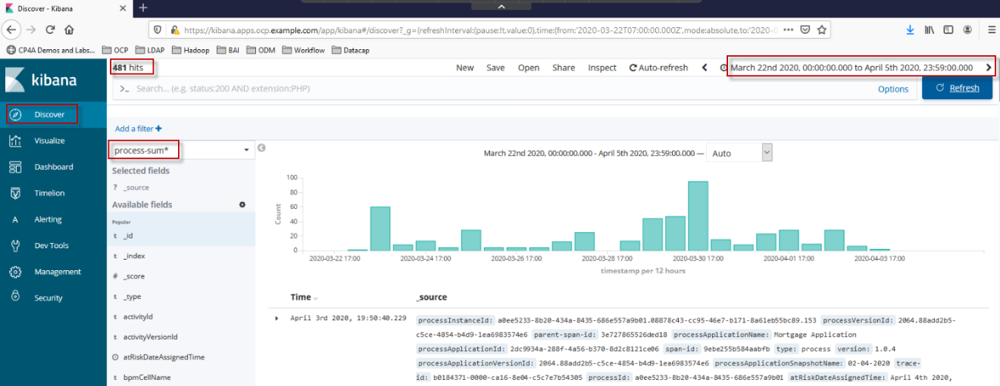 Discover - Kibana
https://kibana.apps.ocp.example.com/app/kibana#/discover?_g=(refreshInterval:(pause:!t,value:0),time:(from:'2020-03-22T07:00:00.000Z',mode:absolute,to:'2020-0
CP4A Demos and Labs... OCP LDAP Hadoop BAI ODM Workflow Datacap
kibana
Discover
Visualize
Dashboard
Timelion
Alerting
Dev Tools
Management
Security
481 hits
New Save Open Share Inspect Auto-refresh March 22nd 2020, 00:00:00.000 to April 5th 2020, 23:59:00.000
>_ Search... (e.g. status:200 AND extension:PHP) Options Refresh
Add a filter +
process-sum*
Selected fields
? _source
Available fields
Popular
t _id
t _index
# _score
t _type
t activityId
t activityVersionId
atRiskDateAssignedTime
t bpmCellName
March 22nd 2020, 00:00:00.000 - April 5th 2020, 23:59:00.000 — Auto
Count
100
80
60
40
20
0
2020-03-22 17:00 2020-03-24 17:00 2020-03-26 17:00 2020-03-28 17:00 2020-03-30 17:00 2020-04-01 17:00 2020-04-03 17:00
timestamp per 12 hours
Time _source
April 3rd 2020, 19:50:40.229 processInstanceId: a0ee5233-8b20-434a-8435-686e557a9b01.08878c43-cc95-46e7-b171-8a61eb55bc89.153 processVersionId: 2064.88add2b5-
c5ce-4854-b4d9-1ea6983574e6 parent-span-id: 3e727865526ded18 processApplicationName: Mortgage Application
processApplicationId: 2dc9934a-288f-4a56-b370-8d2c8121ce06 span-id: 9ebe255b584aabfb type: process version: 1.0.4
processApplicationVersionId: 2064.88add2b5-c5ce-4854-b4d9-1ea6983574e6 processApplicationSnapshotName: 02-04-2020 trace-
id: b0184371-0000-ca16-8e04-c5c7e7b54305 processId: a0ee5233-8b20-434a-8435-686e557a9b01 atRiskDateAssignedTime: April 4th 2020,